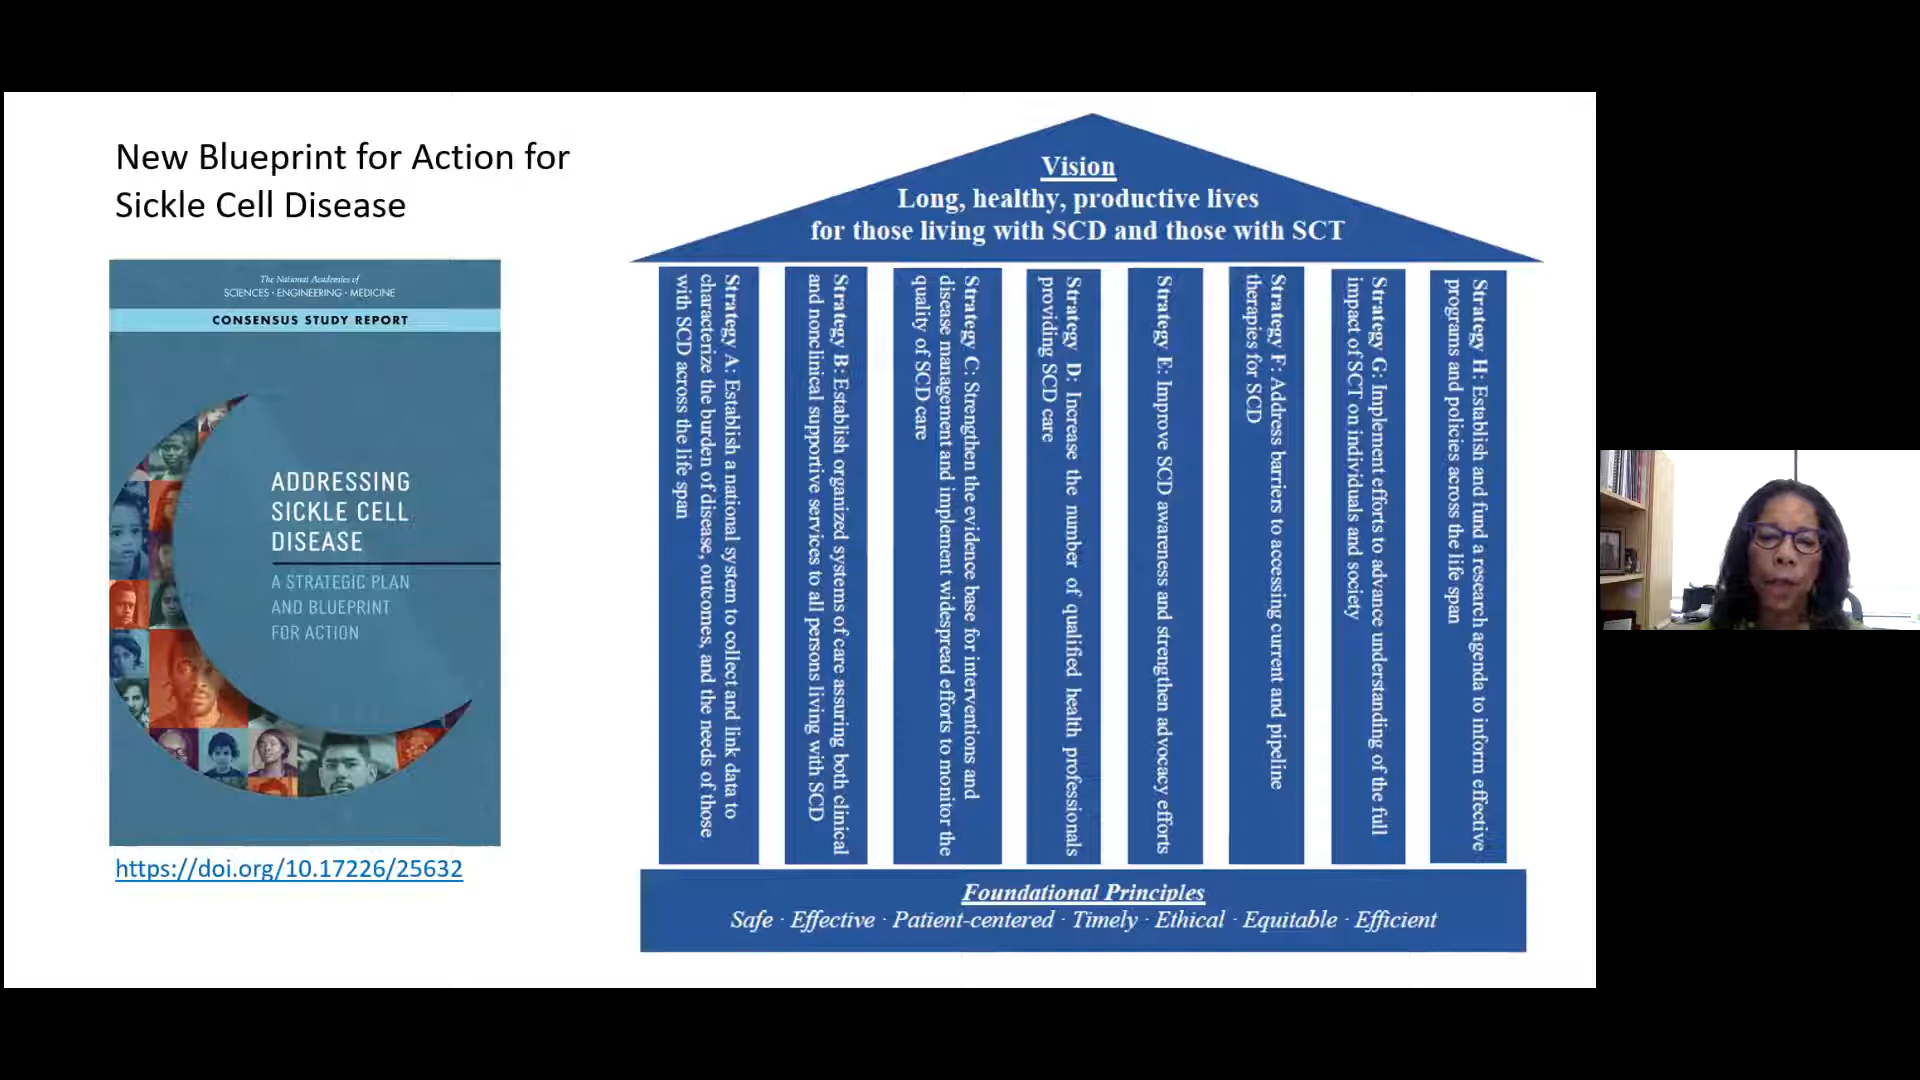 New Blueprint for Action for
Sickle Cell Disease
The National Academies of
SCIENCES · ENGINEERING · MEDICINE
CONSENSUS STUDY REPORT
ADDRESSING
SICKLE CELL
DISEASE
A STRATEGIC PLAN
AND BLUEPRINT
FOR ACTION
https://doi.org/10.17226/25632
Vision
Long, healthy, productive lives
for those living with SCD and those with SCT
Strategy A: Establish a national system to collect and link data to
characterize the burden of disease, outcomes, and the needs of those
with SCD across the life span
Strategy B: Establish organized systems of care assuring both clinical
and nonclinical supportive services to all persons living with SCD
Strategy C: Strengthen the evidence base for interventions and
disease management and implement widespread efforts to monitor the
quality of SCD care
Strategy D: Increase the number of qualified health professionals
providing SCD care
Strategy E: Improve SCD awareness and strengthen advocacy efforts
Strategy F: Address barriers to accessing current and pipeline
therapies for SCD
Strategy G: Implement efforts to advance understanding of the full
impact of SCT on individuals and society
Strategy H: Establish and fund a research agenda to inform effective
programs and policies across the life span
Foundational Principles
Safe · Effective · Patient-centered · Timely · Ethical · Equitable · Efficient